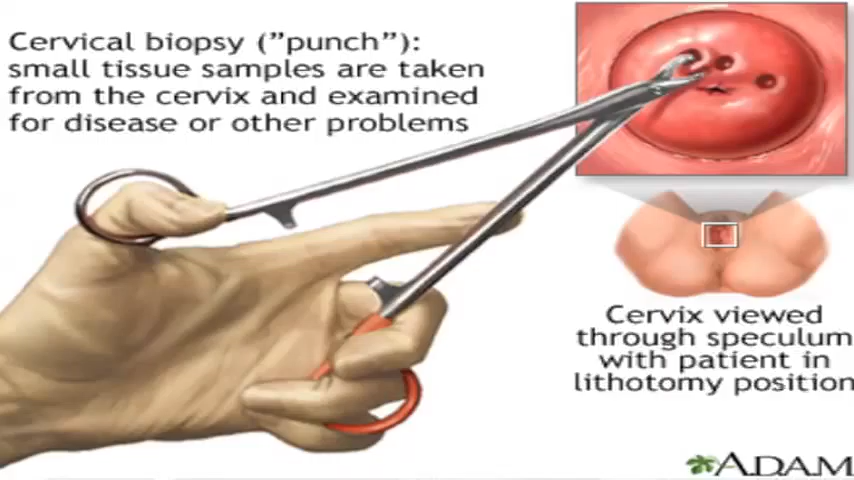 Cervical biopsy ("punch"):
small tissue samples are taken
from the cervix and examined
for disease or other problems
Cervix viewed
through speculum
with patient in
lithotomy position
A.D.A.M.